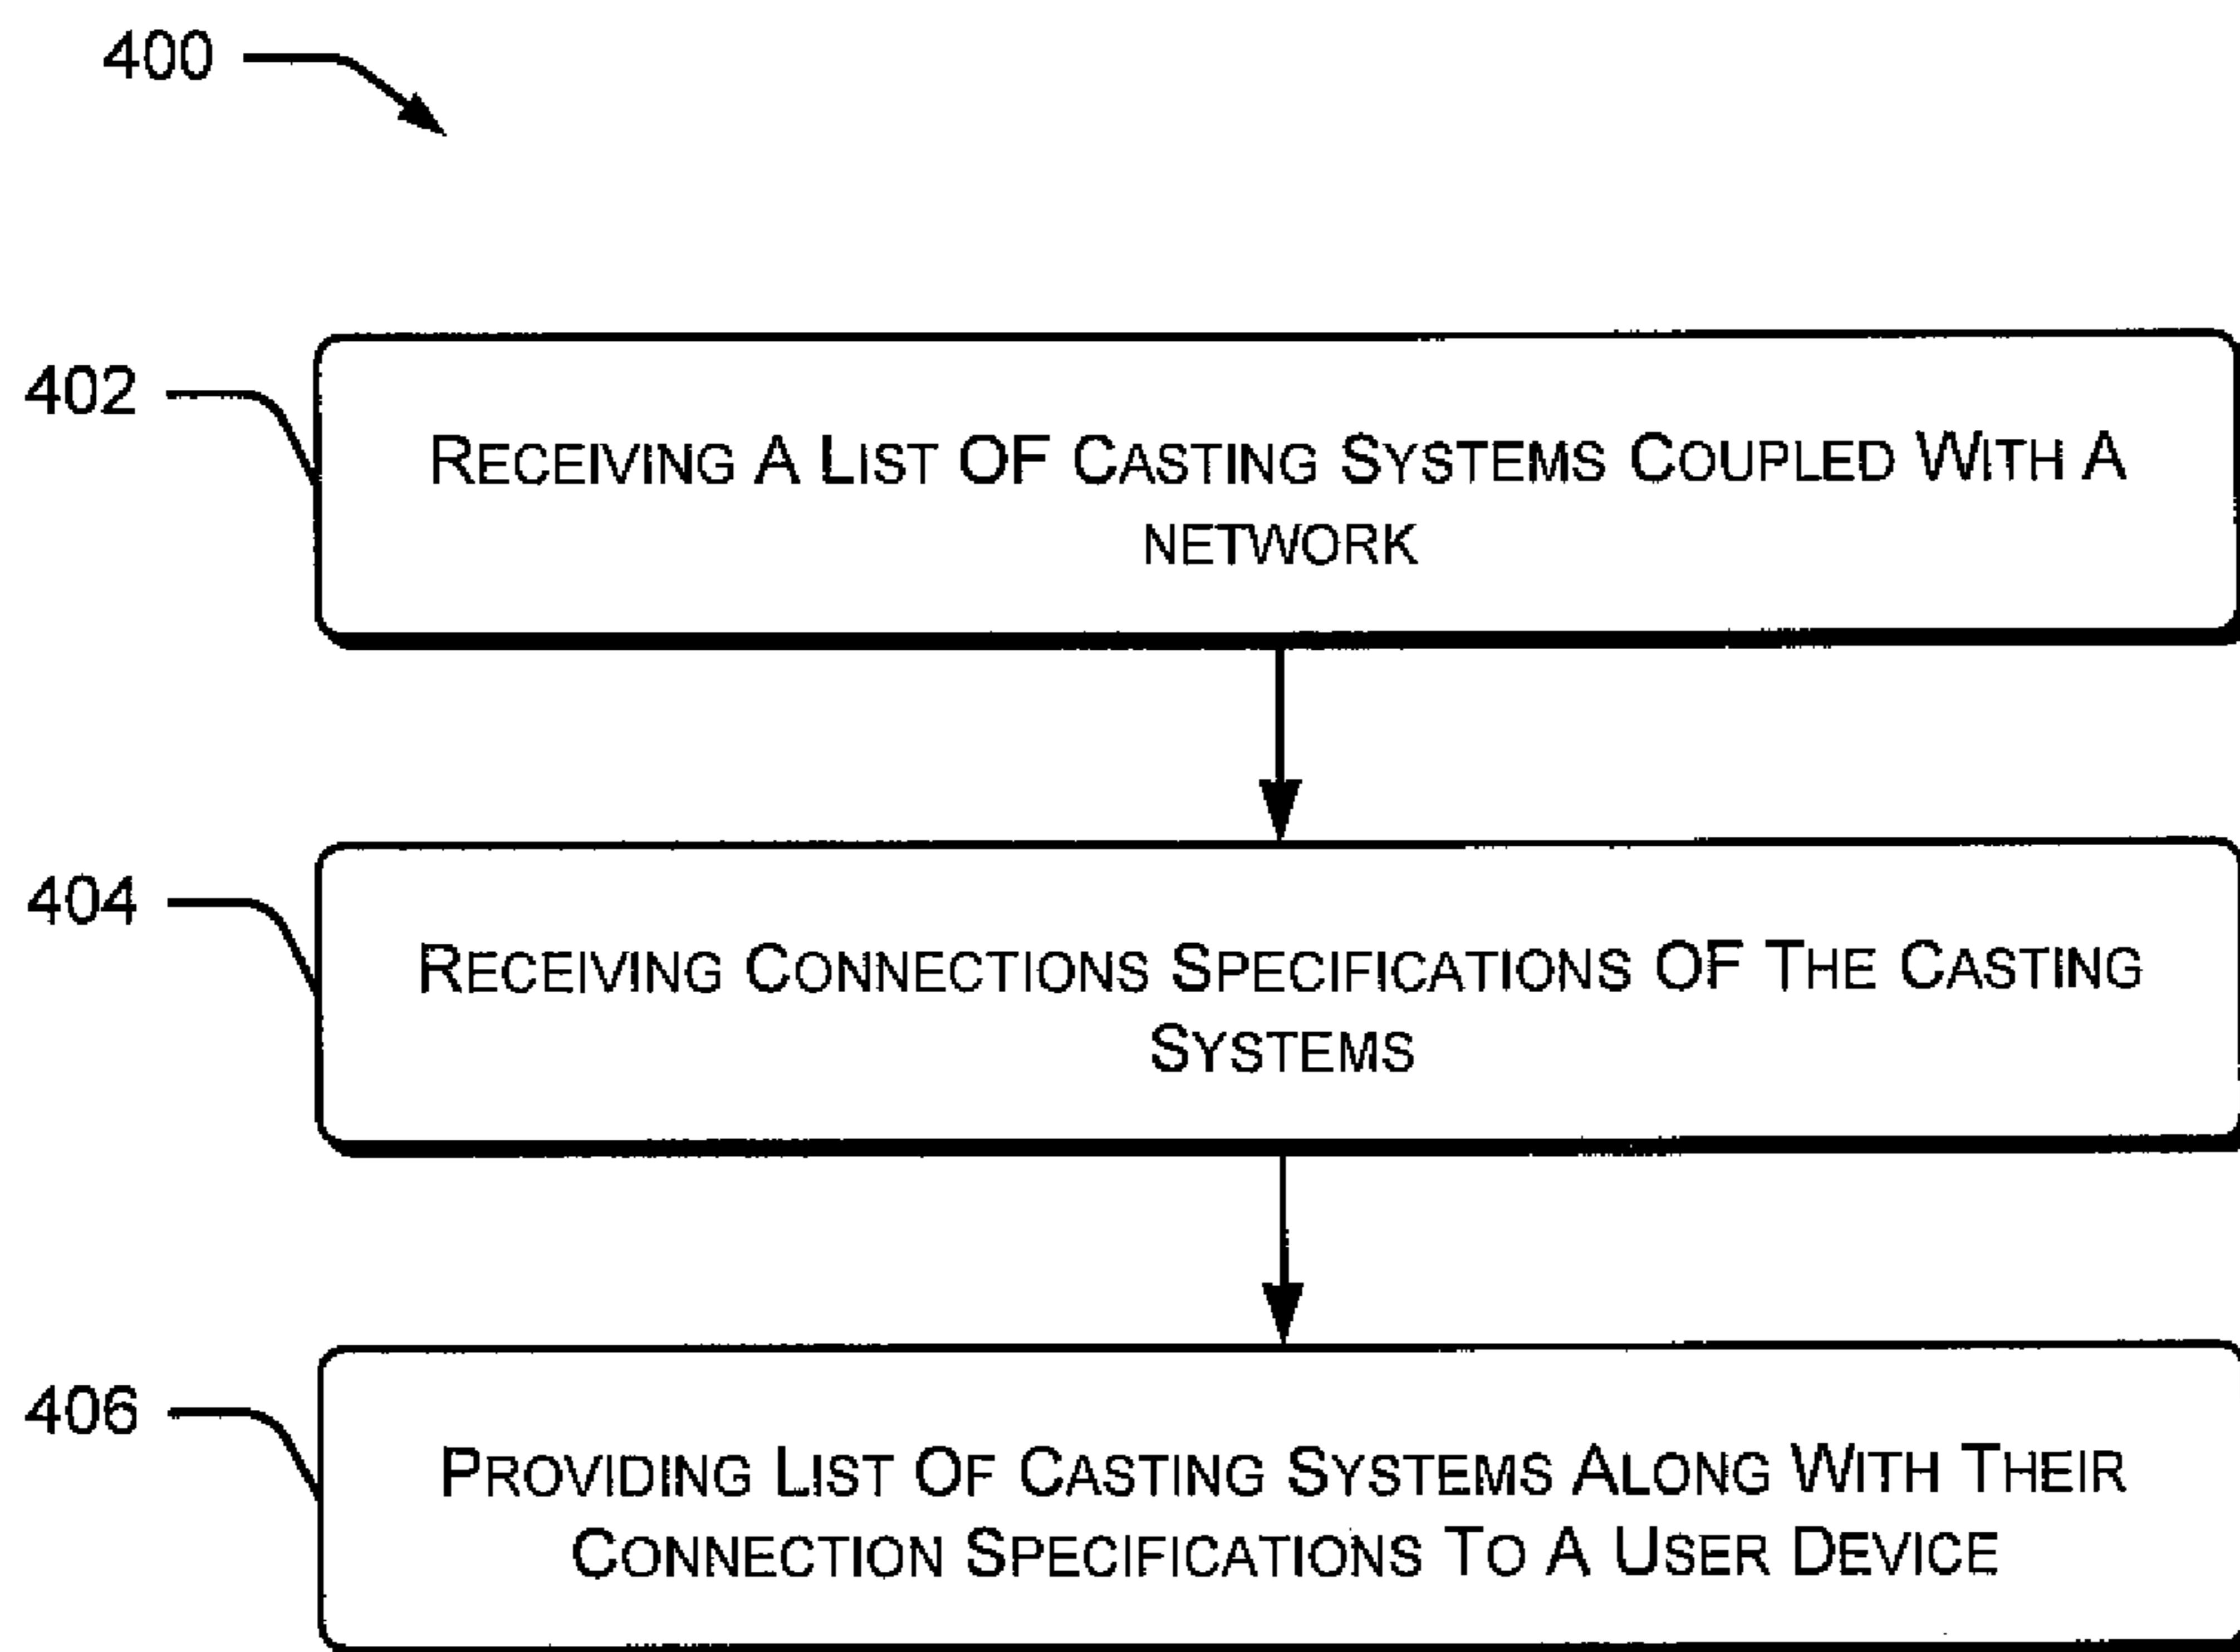 400
402
RECEIVING A LIST OF CASTING SYSTEMS COUPLED WITH A
NETWORK
404
RECEIVING CONNECTIONS SPECIFICATIONS OF THE CASTING
SYSTEMS
406
PROVIDING LIST OF CASTING SYSTEMS ALONG WITH THEIR
CONNECTION SPECIFICATIONS TO A USER DEVICE